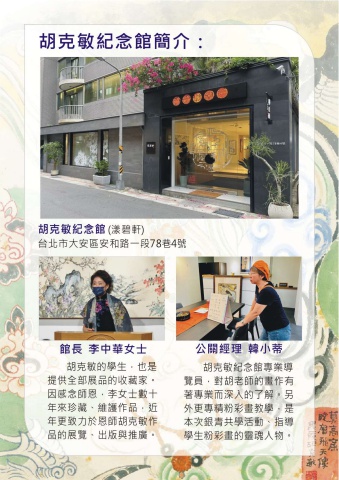 胡克敏紀念館簡介：
胡克敏紀念館 (漾碧軒)
台北市大安區安和路一段78巷4號
館長 李中華女士
胡克敏的學生，也是
提供全部展品的收藏家。
因感念師恩，李女士數十
年來珍藏、維護作品，近
年更致力於恩師胡克敏作
品的展覽、出版與推廣。
公關經理 韓小蒂
胡克敏紀念館專業導
覽員，對胡老師的畫作有
著專業而深入的了解。另
外更專精粉彩畫教學，是
本次銀青共學活動，指導
學生粉彩畫的靈魂人物。